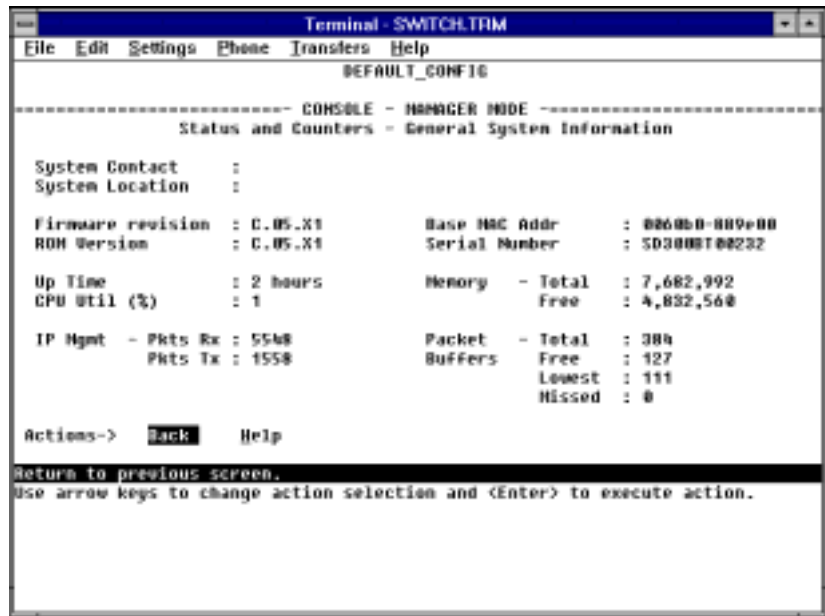 Terminal - SWITCH.TRM
File Edit Settings Phone Transfers Help
DEFAULT_CONFIG
---------------------------- CONSOLE - MANAGER MODE -----------------------------
Status and Counters - General System Information
System Contact :
System Location :
Firmware revision : C.05.X1 Base MAC Addr : 0060b0-889e00
ROM Version : C.05.X1 Serial Number : SD300BT00232
Up Time : 2 hours Memory - Total : 7,682,992
CPU Util (%) : 1 Free : 4,832,560
IP Mgmt - Pkts Rx : 5548 Packet - Total : 384
Pkts Tx : 1558 Buffers Free : 127
Lowest : 111
Missed : 0
Actions-> Back Help
Return to previous screen.
Use arrow keys to change action selection and <Enter> to execute action.